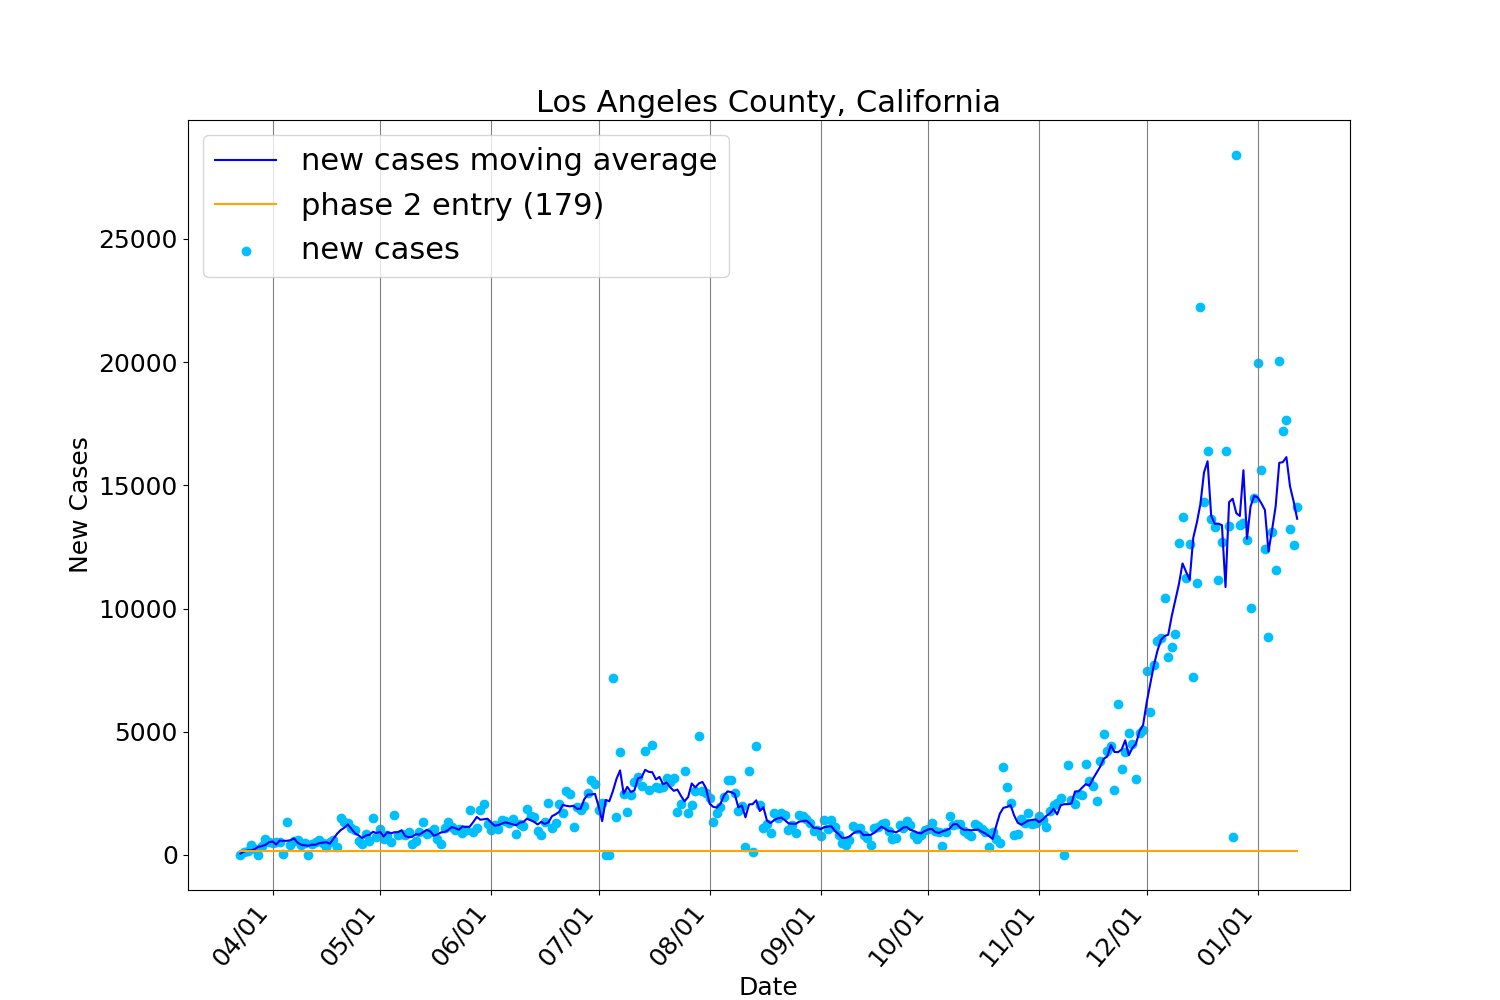 Los Angeles County, California
new cases moving average
phase 2 entry (179)
new cases
25000
20000
15000
10000
5000
0
New Cases
04/01
05/01
06/01
07/01
08/01
09/01
10/01
11/01
12/01
01/01
Date